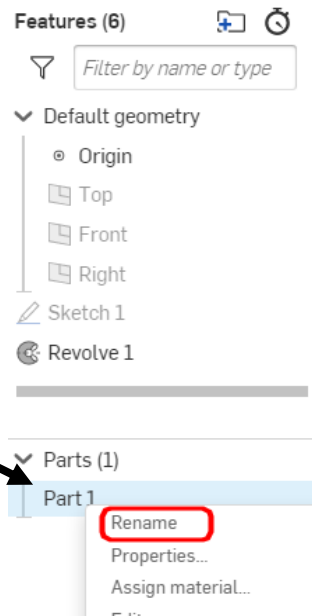 Features (6)
Filter by name or type
Default geometry
Origin
Top
Front
Right
Sketch 1
Revolve 1
Parts (1)
Part 1
Rename
Properties...
Assign material...